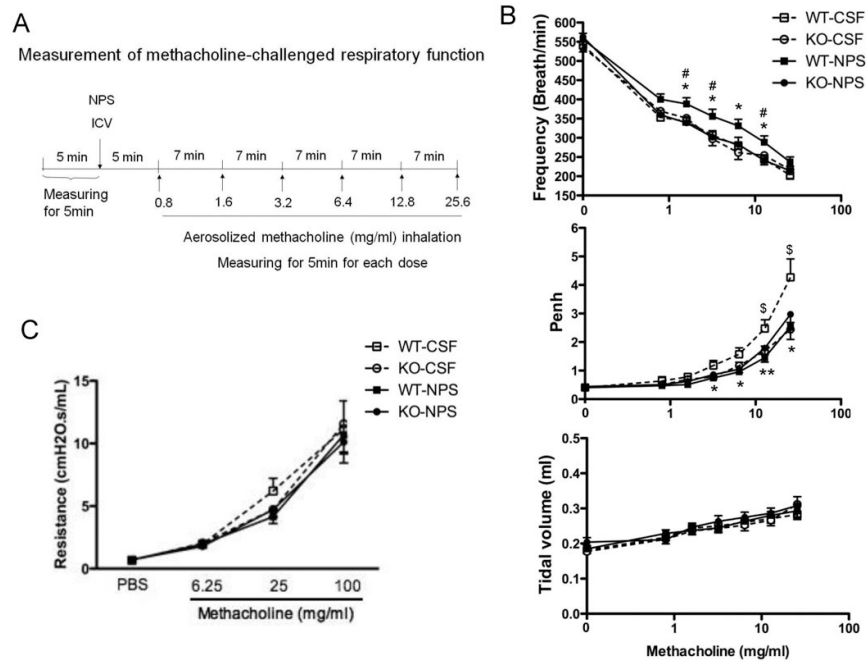 A
Measurement of methacholine-challenged respiratory function
NPS
ICV
5 min 5 min 7 min 7 min 7 min 7 min 7 min
Measuring
for 5min
0.8 1.6 3.2 6.4 12.8 25.6
Aerosolized methacholine (mg/ml) inhalation
Measuring for 5min for each dose
B
WT-CSF
KO-CSF
WT-NPS
KO-NPS
Frequency (Breath/min)
600
550
500
450
400
350
300
250
200
150
# # #
* * * *
0 1 10 100
Penh
6
5
4
3
2
1
0
$ $
* * ** *
0 1 10 100
Tidal volume (ml)
0.5
0.4
0.3
0.2
0.1
0.0
0 1 10 100
Methacholine (mg/ml)
C
WT-CSF
KO-CSF
WT-NPS
KO-NPS
Resistance (cmH2O.s/mL)
15
10
5
0
PBS 6.25 25 100
Methacholine (mg/ml)